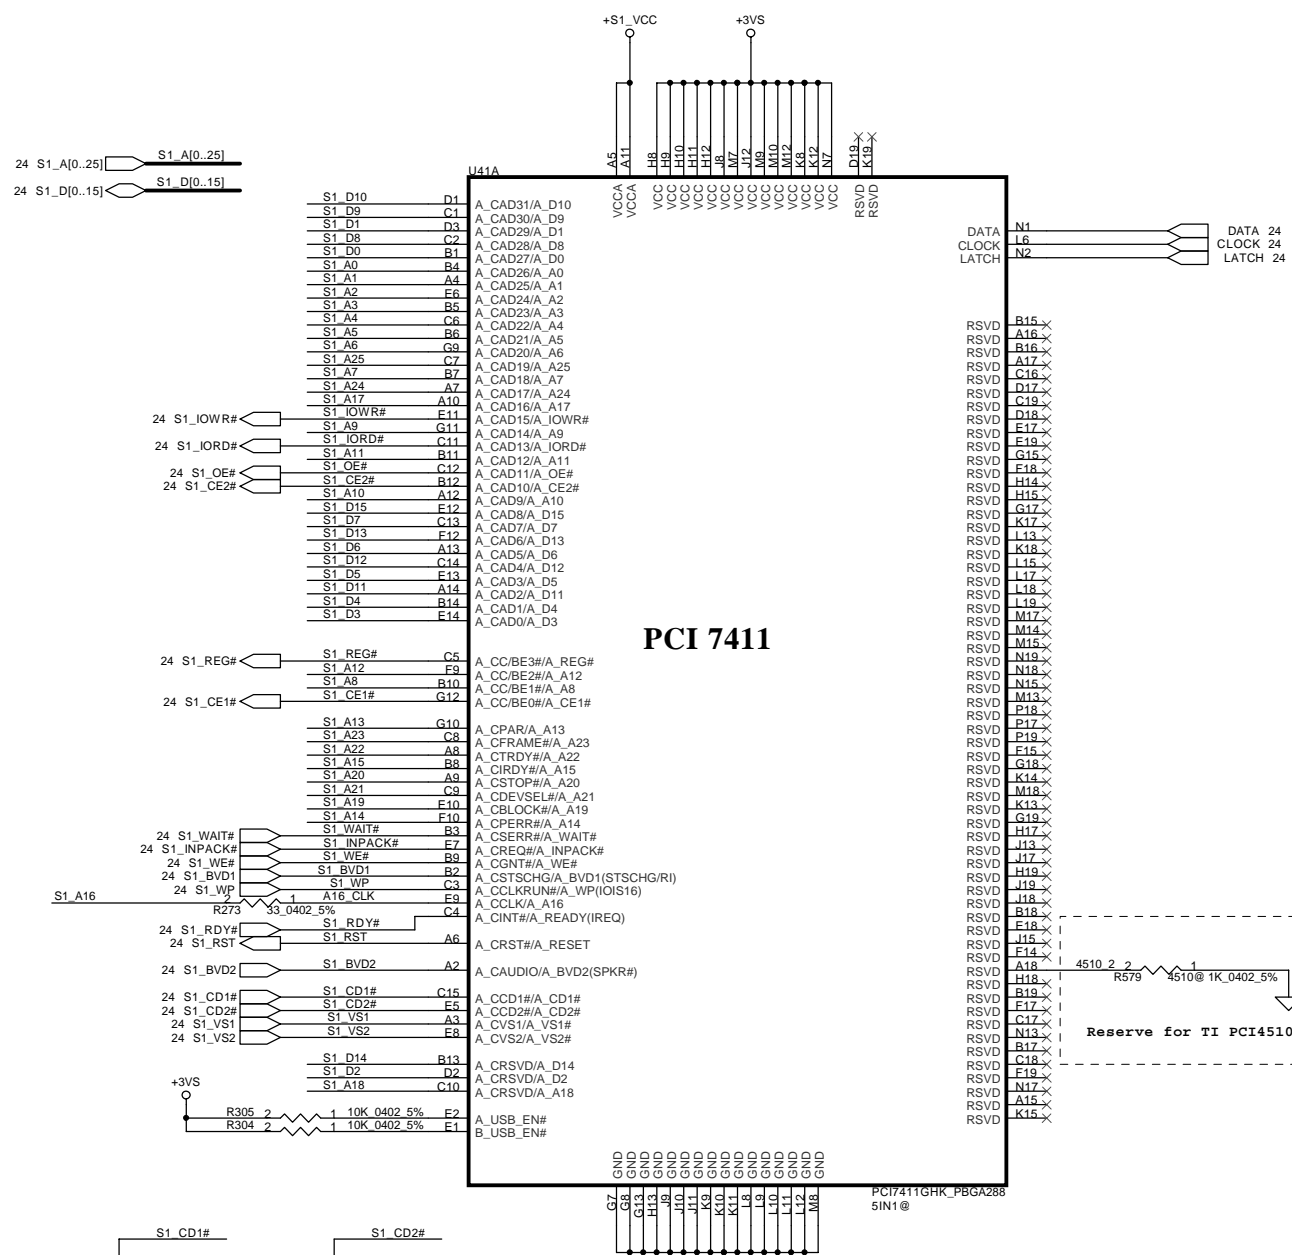 +S1_VCC
+3VS
24 S1_A[0..25] S1_A[0..25]
24 S1_D[0..15] S1_D[0..15]
U41A
A5 A11 H8 H9 H10 H11 H12 J8 M7 J12 M9 M10 M12 K8 K12 N7 D19 K19
VCCA VCCA VCC VCC VCC VCC VCC VCC VCC VCC VCC VCC VCC VCC VCC VCC RSVD RSVD
S1_D10 D1 A_CAD31/A_D10
S1_D9 C1 A_CAD30/A_D9
S1_D1 D3 A_CAD29/A_D1
S1_D8 C2 A_CAD28/A_D8
S1_D0 B1 A_CAD27/A_D0
S1_A0 B4 A_CAD26/A_A0
S1_A1 A4 A_CAD25/A_A1
S1_A2 E6 A_CAD24/A_A2
S1_A3 B5 A_CAD23/A_A3
S1_A4 C6 A_CAD22/A_A4
S1_A5 B6 A_CAD21/A_A5
S1_A6 G9 A_CAD20/A_A6
S1_A25 C7 A_CAD19/A_A25
S1_A7 B7 A_CAD18/A_A7
S1_A24 A7 A_CAD17/A_A24
S1_A17 A10 A_CAD16/A_A17
24 S1_IOWR# S1_IOWR# E11 A_CAD15/A_IOWR#
S1_A9 G11 A_CAD14/A_A9
24 S1_IORD# S1_IORD# C11 A_CAD13/A_IORD#
S1_A11 B11 A_CAD12/A_A11
24 S1_OE# S1_OE# C12 A_CAD11/A_OE#
24 S1_CE2# S1_CE2# B12 A_CAD10/A_CE2#
S1_A10 A12 A_CAD9/A_A10
S1_D15 E12 A_CAD8/A_D15
S1_D7 C13 A_CAD7/A_D7
S1_D13 F12 A_CAD6/A_D13
S1_D6 A13 A_CAD5/A_D6
S1_D12 C14 A_CAD4/A_D12
S1_D5 E13 A_CAD3/A_D5
S1_D11 A14 A_CAD2/A_D11
S1_D4 B14 A_CAD1/A_D4
S1_D3 E14 A_CAD0/A_D3
PCI 7411
24 S1_REG# S1_REG# C5 A_CC/BE3#/A_REG#
S1_A12 F9 A_CC/BE2#/A_A12
S1_A8 B10 A_CC/BE1#/A_A8
24 S1_CE1# S1_CE1# G12 A_CC/BE0#/A_CE1#
S1_A13 G10 A_CPAR/A_A13
S1_A23 C8 A_CFRAME#/A_A23
S1_A22 A8 A_CTRDY#/A_A22
S1_A15 B8 A_CIRDY#/A_A15
S1_A20 A9 A_CSTOP#/A_A20
S1_A21 C9 A_CDEVSEL#/A_A21
S1_A19 E10 A_CBLOCK#/A_A19
S1_A14 F10 A_CPERR#/A_A14
24 S1_WAIT# S1_WAIT# B3 A_CSERR#/A_WAIT#
24 S1_INPACK# S1_INPACK# E7 A_CREQ#/A_INPACK#
24 S1_WE# S1_WE# B9 A_CGNT#/A_WE#
24 S1_BVD1 S1_BVD1 B2 A_CSTSCHG/A_BVD1(STSCHG/RI)
24 S1_WP S1_WP C3 A_CCLKRUN#/A_WP(IOIS16)
S1_A16 2 1 A16_CLK E9 A_CCLK/A_A16
R273 33_0402_5%
C4 A_CINT#/A_READY(IREQ)
24 S1_RDY# S1_RDY#
24 S1_RST S1_RST A6 A_CRST#/A_RESET
24 S1_BVD2 S1_BVD2 A2 A_CAUDIO/A_BVD2(SPKR#)
24 S1_CD1# S1_CD1# C15 A_CCD1#/A_CD1#
24 S1_CD2# S1_CD2# E5 A_CCD2#/A_CD2#
24 S1_VS1 S1_VS1 A3 A_CVS1/A_VS1#
24 S1_VS2 S1_VS2 E8 A_CVS2/A_VS2#
S1_D14 B13 A_CRSVD/A_D14
S1_D2 D2 A_CRSVD/A_D2
S1_A18 C10 A_CRSVD/A_A18
+3VS
R305 2 1 10K_0402_5% E2 A_USB_EN#
R304 2 1 10K_0402_5% E1 B_USB_EN#
DATA N1 DATA 24
CLOCK L6 CLOCK 24
LATCH N2 LATCH 24
RSVD B15
RSVD A16
RSVD B16
RSVD A17
RSVD C16
RSVD D17
RSVD C19
RSVD D18
RSVD E17
RSVD E19
RSVD G15
RSVD F18
RSVD H14
RSVD H15
RSVD G17
RSVD K17
RSVD L13
RSVD K18
RSVD L15
RSVD L17
RSVD L18
RSVD L19
RSVD M17
RSVD M14
RSVD M15
RSVD N19
RSVD N18
RSVD N15
RSVD M13
RSVD P18
RSVD P17
RSVD P19
RSVD F15
RSVD G18
RSVD K14
RSVD M18
RSVD K13
RSVD G19
RSVD H17
RSVD J13
RSVD J17
RSVD H19
RSVD J19
RSVD J18
RSVD B18
RSVD E18
RSVD J15
RSVD F14
RSVD A18 4510_2 2 1
R579 4510@ 1K_0402_5%
RSVD H18
RSVD B19
RSVD F17
RSVD C17
RSVD N13
Reserve for TI PCI4510
RSVD B17
RSVD C18
RSVD F19
RSVD N17
RSVD A15
RSVD K15
GND GND GND GND GND GND GND GND GND GND GND GND GND GND GND GND
G7 G8 G13 H13 J9 J10 J11 K9 K10 K11 L8 L9 L10 L11 L12 M8
PCI7411GHK_PBGA288
5IN1@
S1_CD1#
S1_CD2#